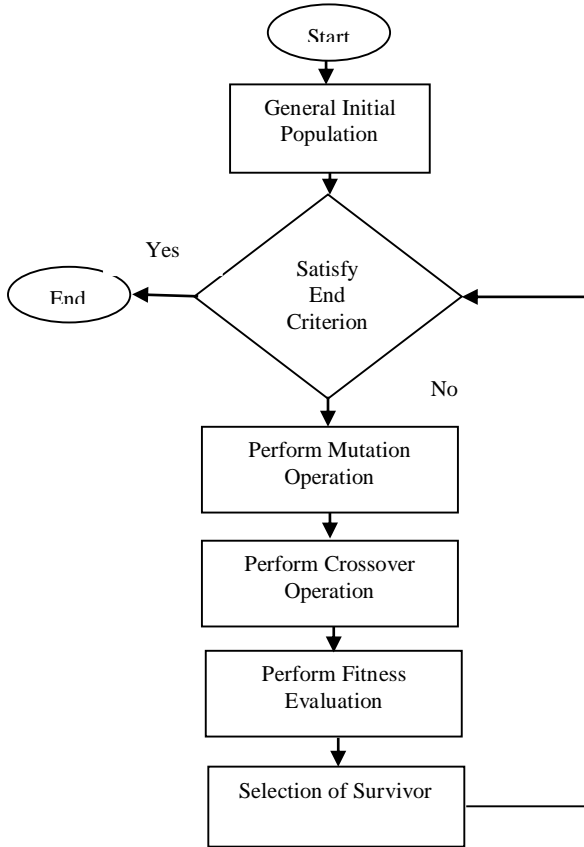 Start
General Initial
Population
Yes
Satisfy
End
Criterion
End
No
Perform Mutation
Operation
Perform Crossover
Operation
Perform Fitness
Evaluation
Selection of Survivor